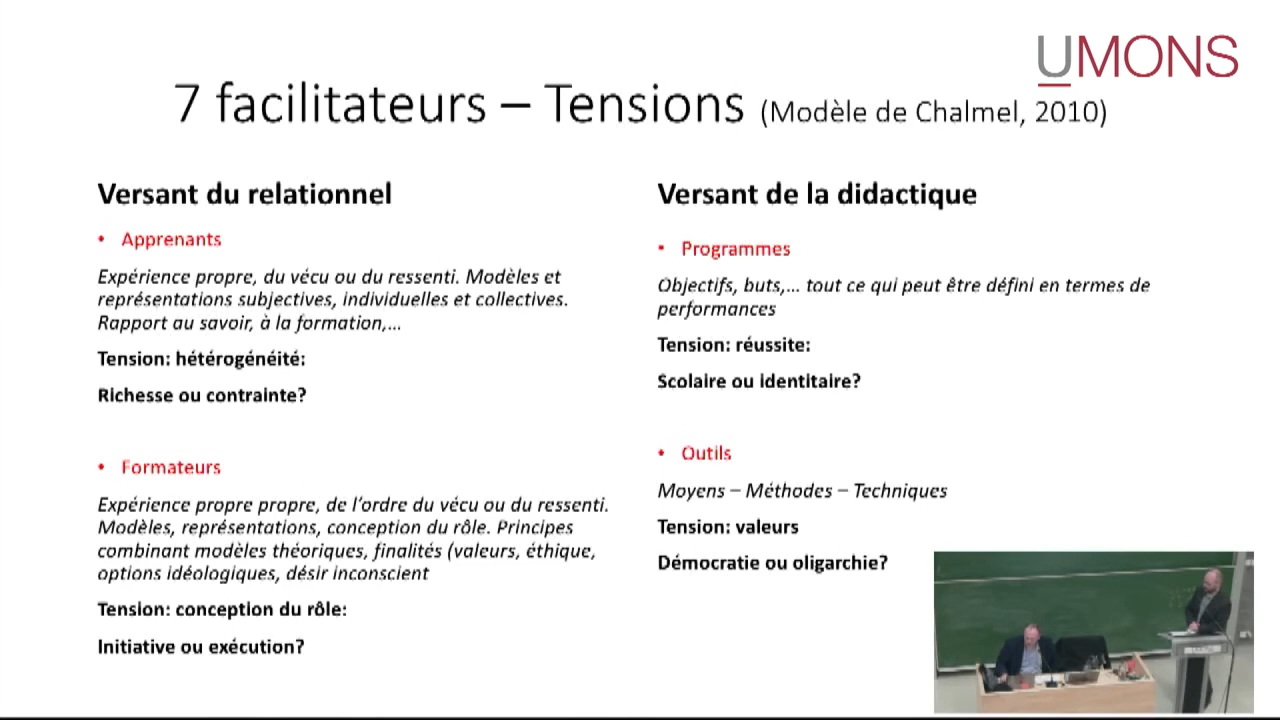 UMONS
7 facilitateurs – Tensions (Modèle de Chalmel, 2010)
Versant du relationnel
• Apprenants
Expérience propre, du vécu ou du ressenti. Modèles et
représentations subjectives, individuelles et collectives.
Rapport au savoir, à la formation,...
Tension: hétérogénéité:
Richesse ou contrainte?
• Formateurs
Expérience propre propre, de l'ordre du vécu ou du ressenti.
Modèles, représentations, conception du rôle. Principes
combinant modèles théoriques, finalités (valeurs, éthique,
options idéologiques, désir inconscient
Tension: conception du rôle:
Initiative ou exécution?
Versant de la didactique
• Programmes
Objectifs, buts,... tout ce qui peut être défini en termes de
performances
Tension: réussite:
Scolaire ou identitaire?
• Outils
Moyens – Méthodes – Techniques
Tension: valeurs
Démocratie ou oligarchie?